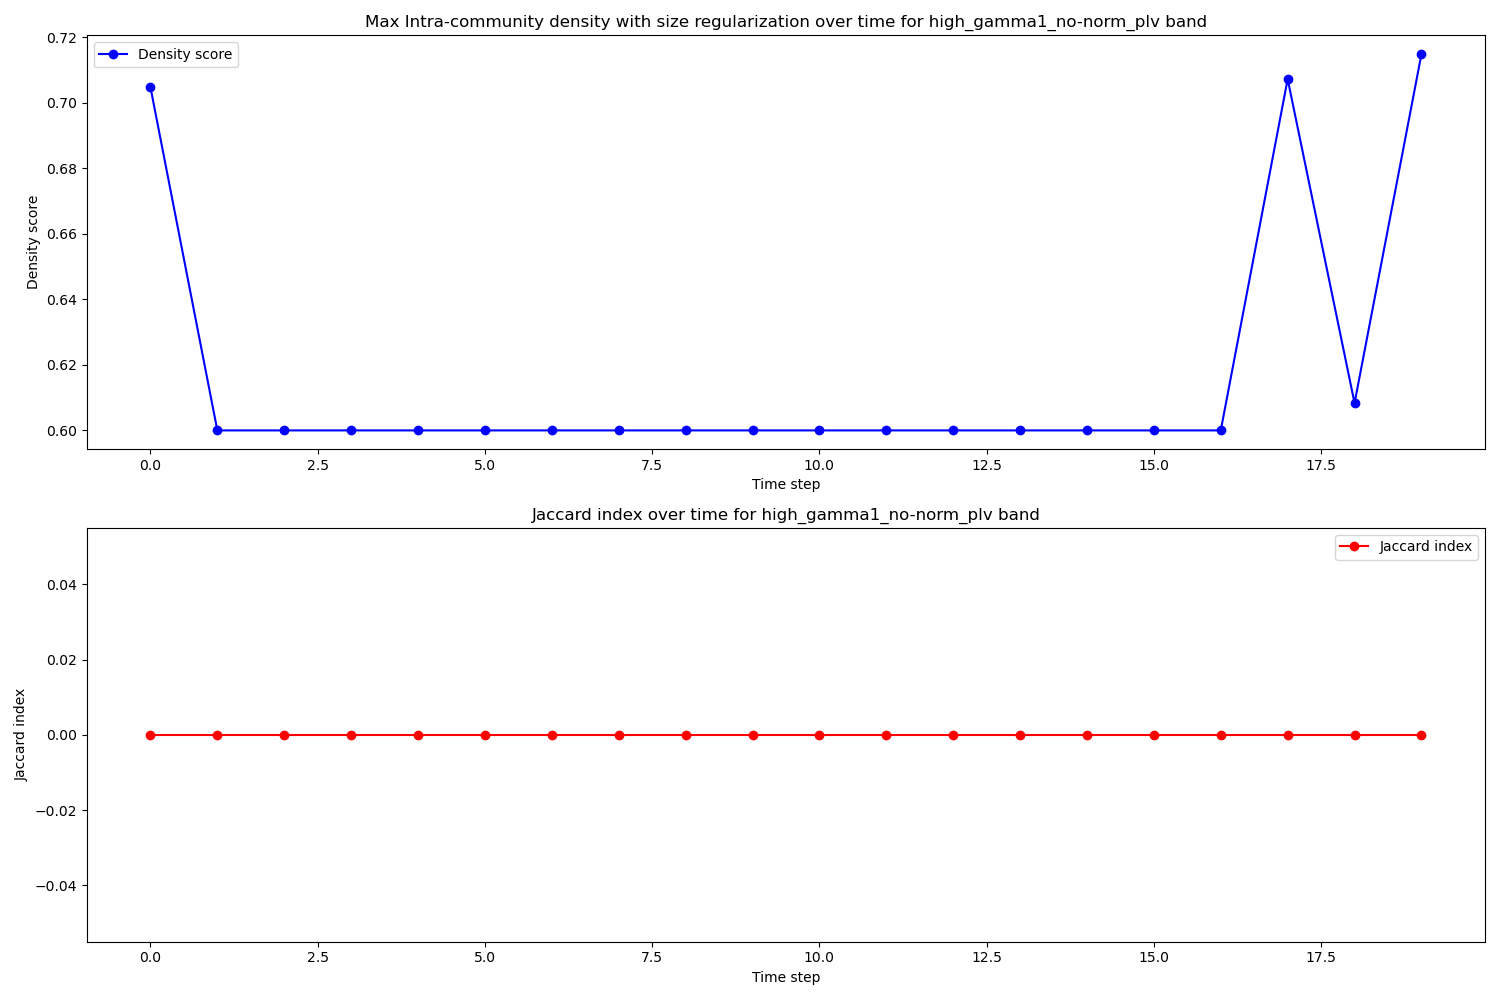 Max Intra-community density with size regularization over time for high_gamma1_no-norm_plv band
Density score
0.72
0.70
0.68
0.66
0.64
0.62
0.60
Density score
0.0 2.5 5.0 7.5 10.0 12.5 15.0 17.5
Time step
Jaccard index over time for high_gamma1_no-norm_plv band
Jaccard index
0.04
0.02
0.00
−0.02
−0.04
Jaccard index
0.0 2.5 5.0 7.5 10.0 12.5 15.0 17.5
Time step